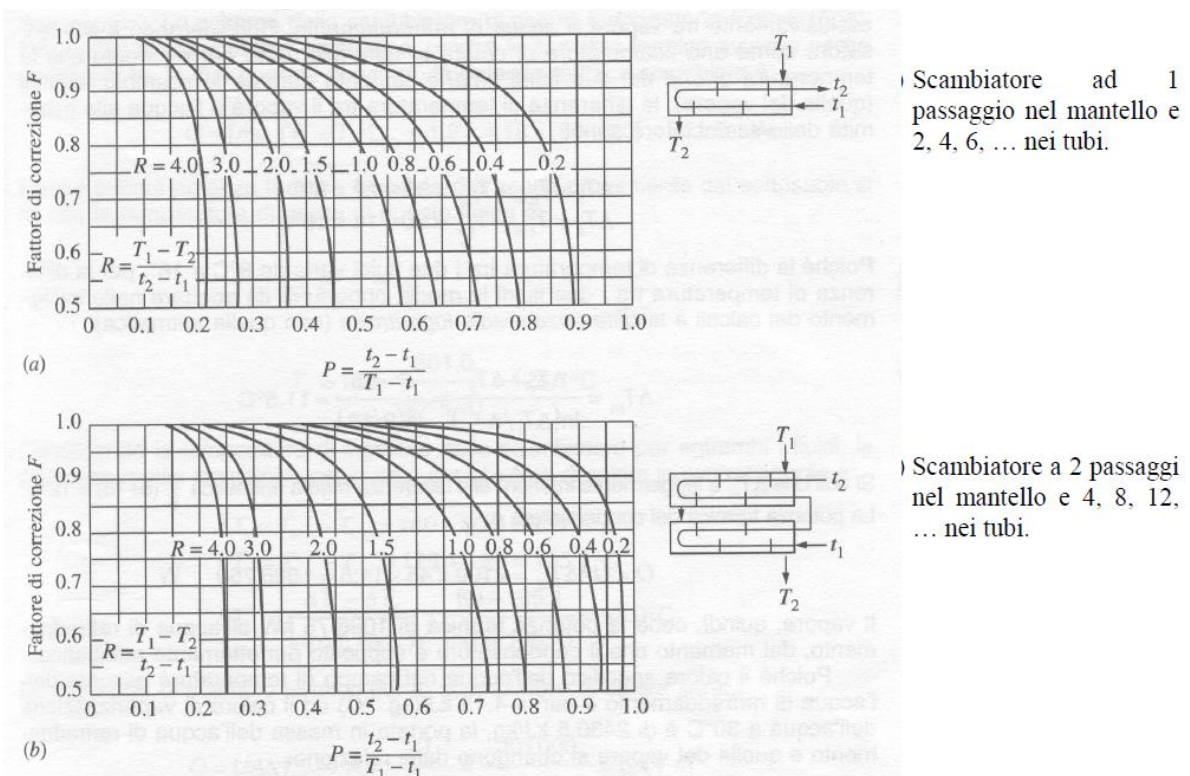 1.0
0.9
0.8
0.7
0.6
0.5
Fattore di correzione F
R = 4.0 3.0 2.0 1.5 1.0 0.8 0.6 0.4 0.2
R = T₁ − T₂ / t₂ − t₁
0 0.1 0.2 0.3 0.4 0.5 0.6 0.7 0.8 0.9 1.0
(a)
P = t₂ − t₁ / T₁ − t₁
T₁
t₂
t₁
T₂
) Scambiatore ad 1
passaggio nel mantello e
2, 4, 6, … nei tubi.
1.0
0.9
0.8
0.7
0.6
0.5
Fattore di correzione F
R = 4.0 3.0 2.0 1.5 1.0 0.8 0.6 0.4 0.2
R = T₁ − T₂ / t₂ − t₁
0 0.1 0.2 0.3 0.4 0.5 0.6 0.7 0.8 0.9 1.0
(b)
P = t₂ − t₁ / T₁ − t₁
T₁
t₂
t₁
T₂
) Scambiatore a 2 passaggi
nel mantello e 4, 8, 12,
… nei tubi.